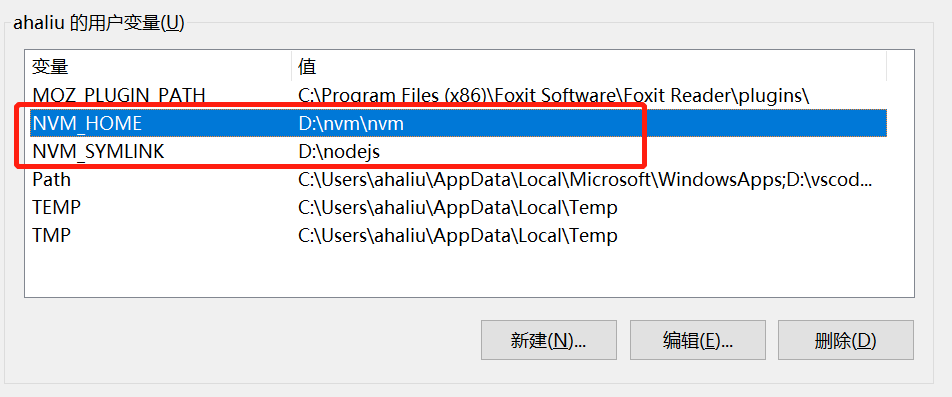 ahaliu 的用户变量(U)
变量 值
MOZ_PLUGIN_PATH C:\Program Files (x86)\Foxit Software\Foxit Reader\plugins\
NVM_HOME D:\nvm\nvm
NVM_SYMLINK D:\nodejs
Path C:\Users\ahaliu\AppData\Local\Microsoft\WindowsApps;D:\vscod...
TEMP C:\Users\ahaliu\AppData\Local\Temp
TMP C:\Users\ahaliu\AppData\Local\Temp
新建(N)... 编辑(E)... 删除(D)